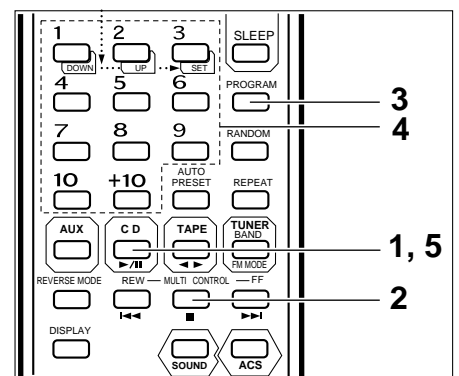 1 2 3 SLEEP
DOWN UP SET
4 5 6 PROGRAM 3
4
7 8 9 RANDOM
10 +10 AUTO PRESET REPEAT
AUX CD TAPE TUNER BAND
►/II ◄ ► FM MODE 1, 5
REVERSE MODE REW MULTI CONTROL FF
I◄◄ ■ ►►I 2
DISPLAY
SOUND ACS